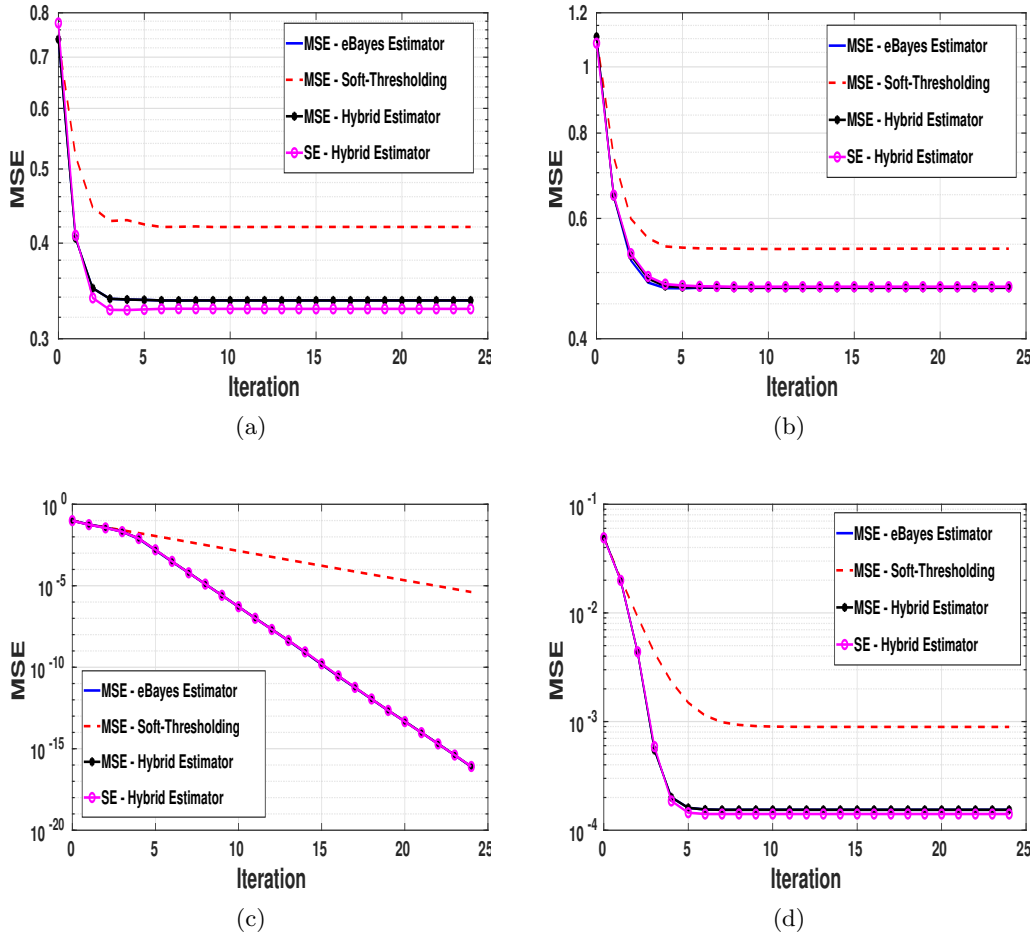 0.8
0.7
0.6
0.5
0.4
0.3
MSE
0 5 10 15 20 25
Iteration
MSE - eBayes Estimator
MSE - Soft-Thresholding
MSE - Hybrid Estimator
SE - Hybrid Estimator
(a)
1.2
1
0.8
0.6
0.4
MSE
0 5 10 15 20 25
Iteration
MSE - eBayes Estimator
MSE - Soft-Thresholding
MSE - Hybrid Estimator
SE - Hybrid Estimator
(b)
10^0
10^-5
10^-10
10^-15
10^-20
MSE
0 5 10 15 20 25
Iteration
MSE - eBayes Estimator
MSE - Soft-Thresholding
MSE - Hybrid Estimator
SE - Hybrid Estimator
(c)
10^-1
10^-2
10^-3
10^-4
MSE
0 5 10 15 20 25
Iteration
MSE - eBayes Estimator
MSE - Soft-Thresholding
MSE - Hybrid Estimator
SE - Hybrid Estimator
(d)